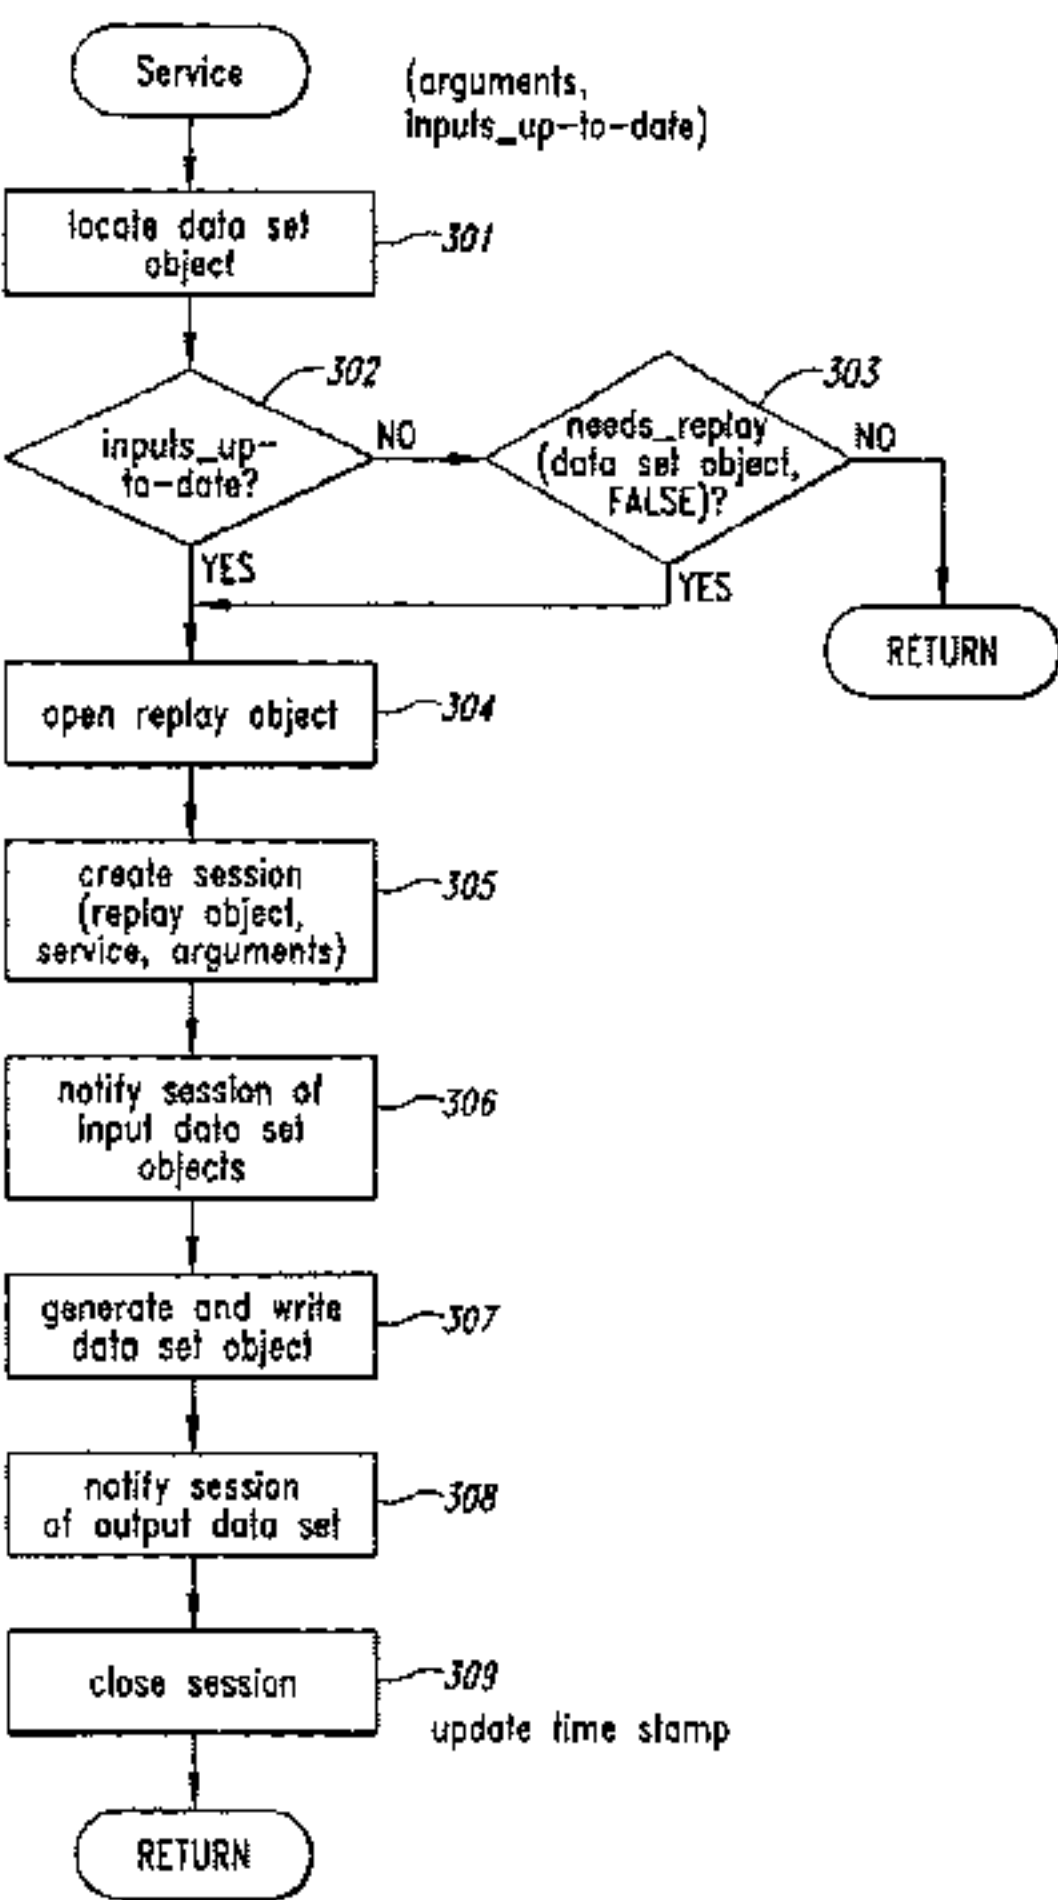 Service
(arguments,
inputs_up-to-date)
locate data set
object
301
302
inputs_up-
to-date?
NO
303
needs_replay
(data set object,
FALSE)?
NO
YES
YES
RETURN
open replay object
304
create session
(replay object,
service, arguments)
305
notify session of
input data set
objects
306
generate and write
data set object
307
notify session
of output data set
308
close session
309
update time stamp
RETURN